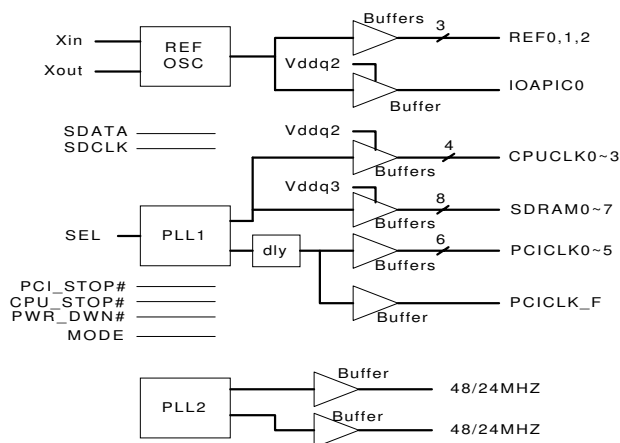 Buffers
3
Xin
REF
OSC
REF0,1,2
Xout
Vddq2
IOAPIC0
Buffer
SDATA
SDCLK
Vddq2
4
CPUCLK0~3
Buffers
Vddq3
8
SDRAM0~7
Buffers
SEL
PLL1
dly
6
PCICLK0~5
Buffers
PCI_STOP#
CPU_STOP#
PWR_DWN#
MODE
PCICLK_F
Buffer
PLL2
Buffer
48/24MHZ
Buffer
48/24MHZ